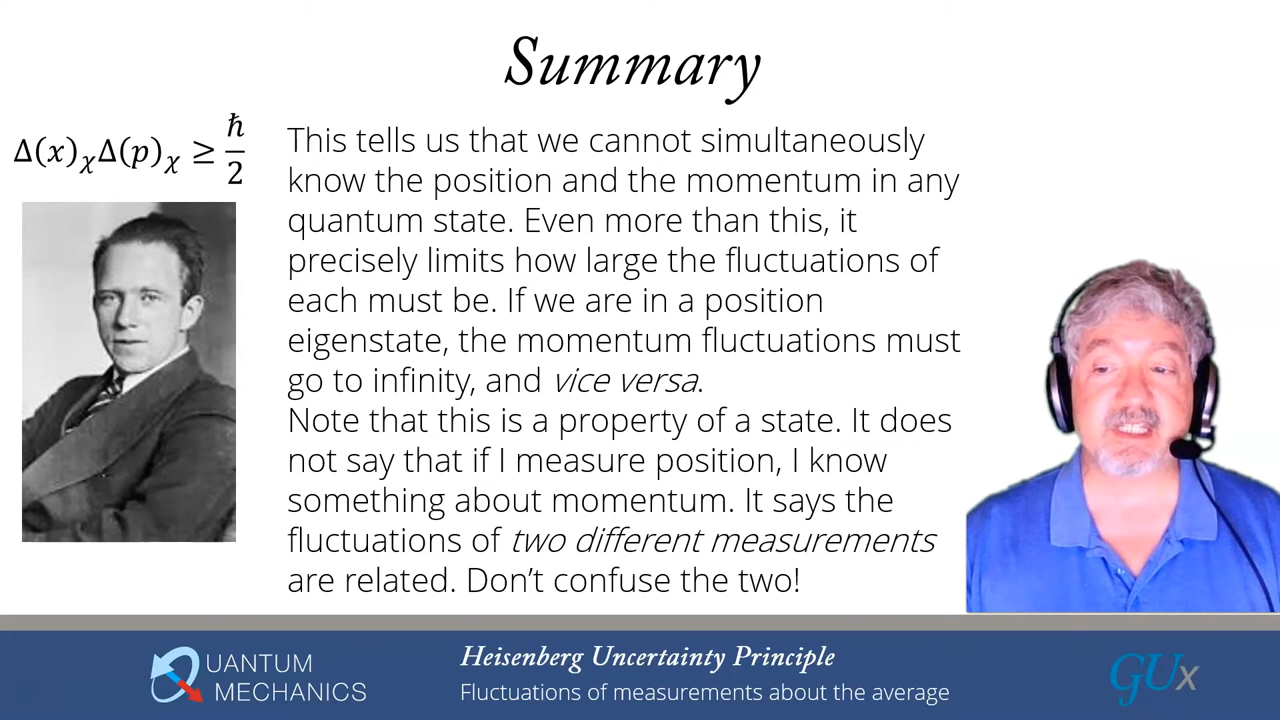 Summary
Δ(x)χΔ(p)χ ≥ ℏ/2
This tells us that we cannot simultaneously
know the position and the momentum in any
quantum state. Even more than this, it
precisely limits how large the fluctuations of
each must be. If we are in a position
eigenstate, the momentum fluctuations must
go to infinity, and vice versa.
Note that this is a property of a state. It does
not say that if I measure position, I know
something about momentum. It says the
fluctuations of two different measurements
are related. Don’t confuse the two!
QUANTUM
MECHANICS
Heisenberg Uncertainty Principle
Fluctuations of measurements about the average
GUx